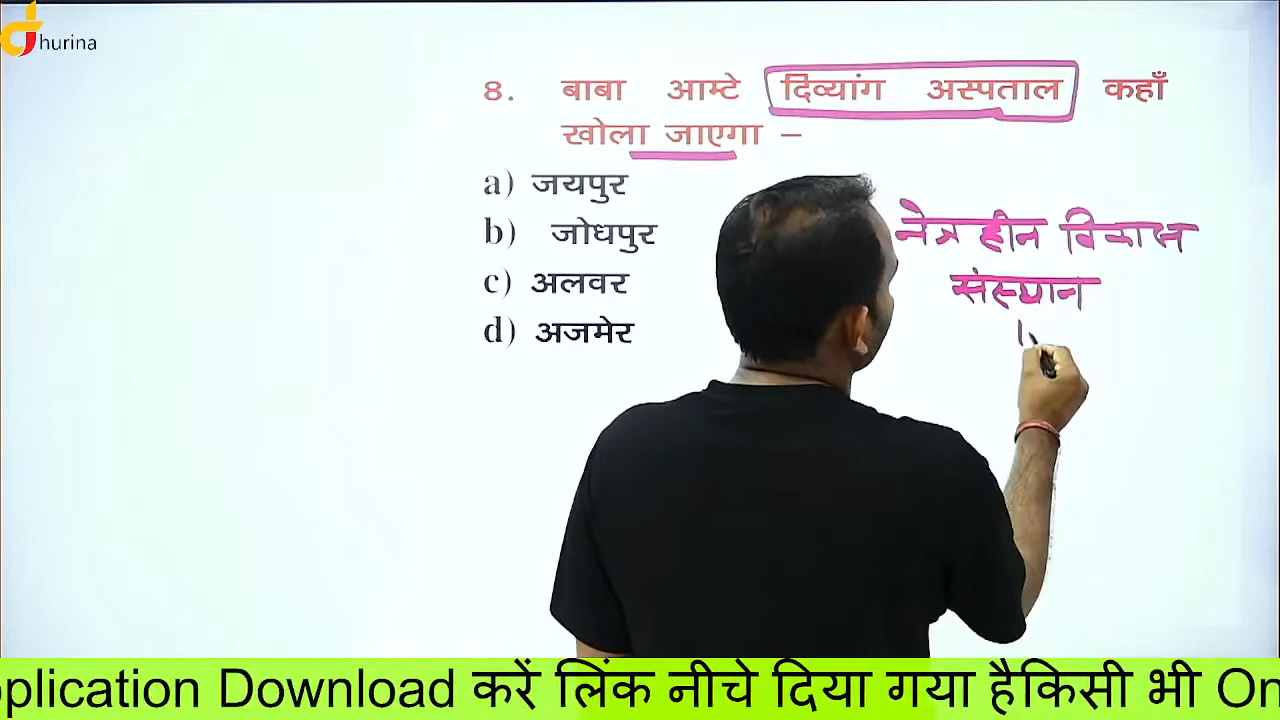 hurina
8. बाबा आम्टे दिव्यांग अस्पताल कहाँ
खोला जाएगा –
a) जयपुर
b) जोधपुर
c) अलवर
d) अजमेर
नेत्र हीन विकास
संस्थान
plication Download करें लिंक नीचे दिया गया हैकिसी भी On